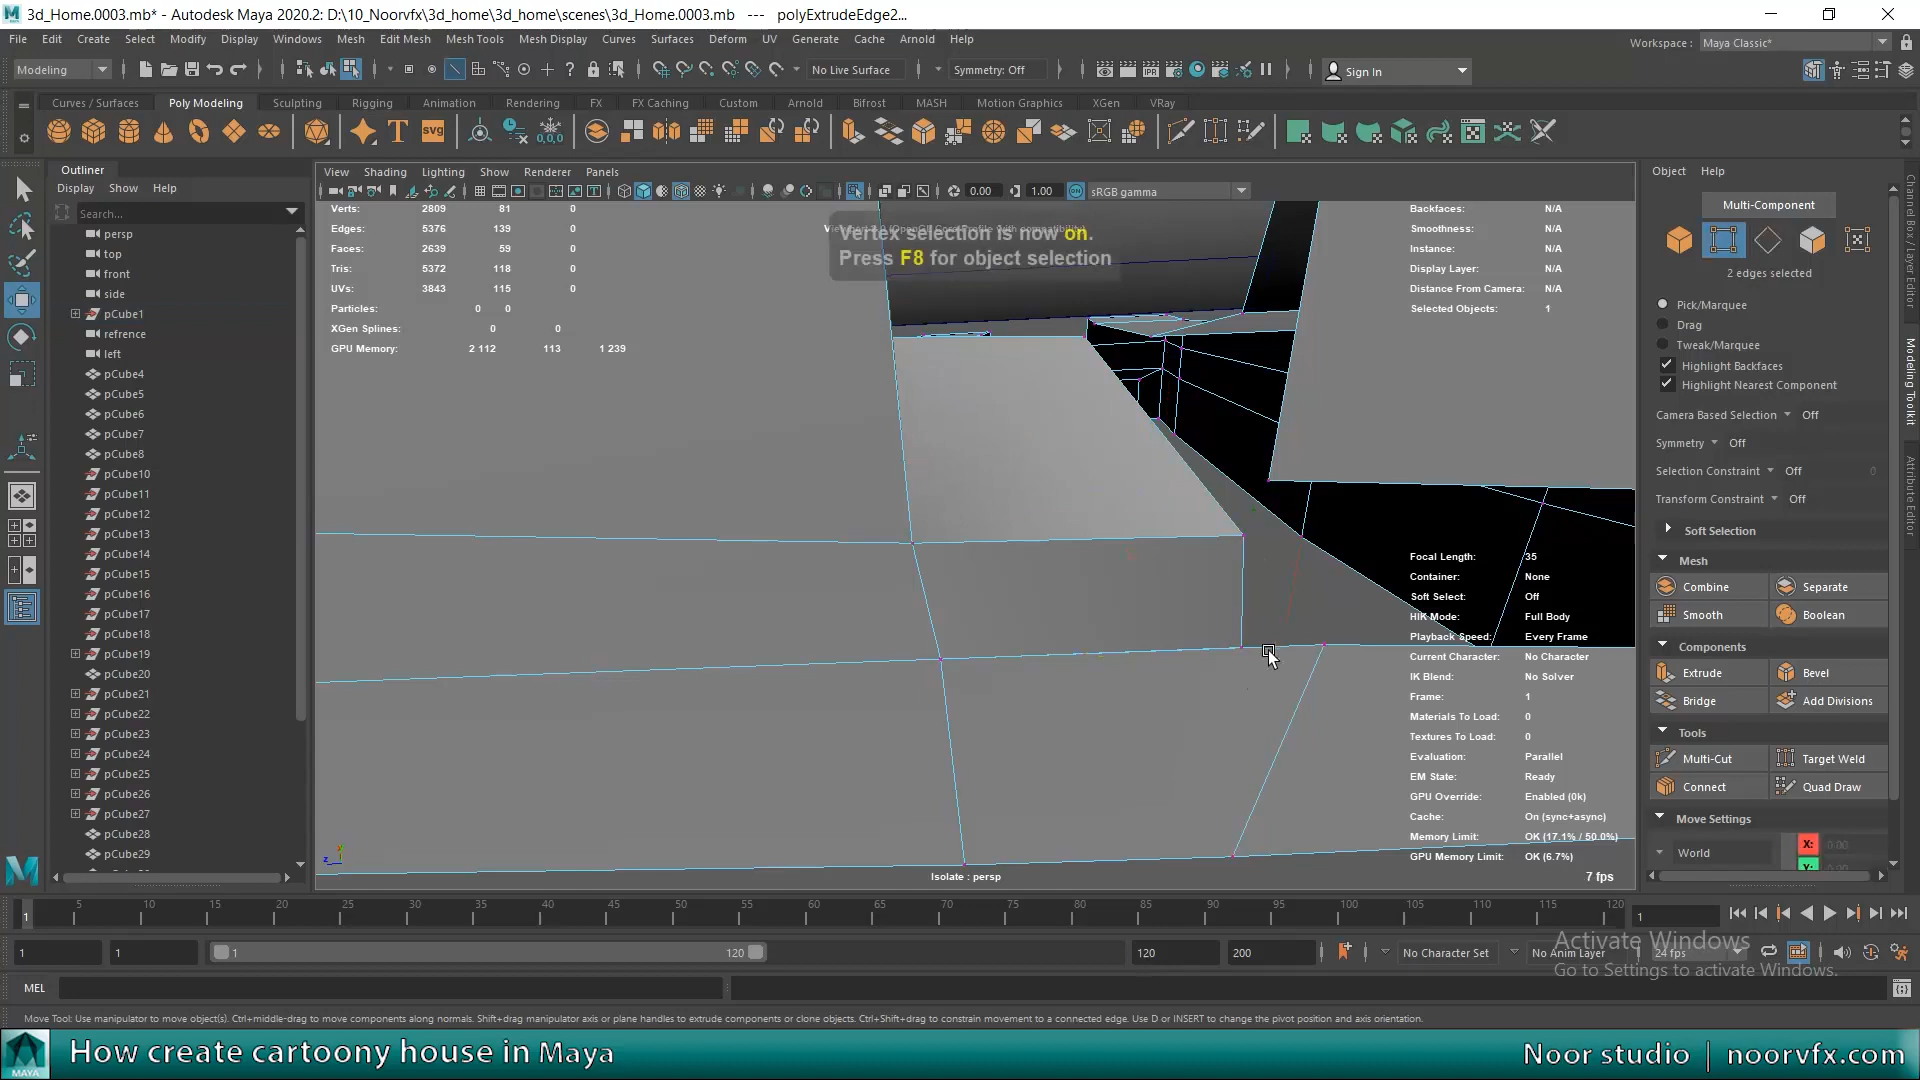 3d_Home.0003.mb* - Autodesk Maya 2020.2: D:\10_Noorvfx\3d_home\3d_home\scenes\3d_Home.0003.mb   ---   polyExtrudeEdge2...
File Edit Create Select Modify Display Windows Mesh Edit Mesh Mesh Tools Mesh Display Curves Surfaces Deform UV Generate Cache Arnold Help
Workspace : Maya Classic*
Modeling No Live Surface Symmetry: Off Sign In
Curves / Surfaces Poly Modeling Sculpting Rigging Animation Rendering FX FX Caching Custom Arnold Bifrost MASH Motion Graphics XGen VRay
Outliner
Display Show Help
Search...
persp
top
front
side
pCube1
refrence
left
pCube4
pCube5
pCube6
pCube7
pCube8
pCube10
pCube11
pCube12
pCube13
pCube14
pCube15
pCube16
pCube17
pCube18
pCube19
pCube20
pCube21
pCube22
pCube23
pCube24
pCube25
pCube26
pCube27
pCube28
pCube29
View Shading Lighting Show Renderer Panels
0.00 1.00 sRGB gamma
Verts: 2809 81 0
Edges: 5376 139 0
Faces: 2639 59 0
Tris: 5372 118 0
UVs: 3843 115 0
Particles: 0 0
XGen Splines: 0 0
GPU Memory: 2 112 113 1 239
Vertex selection is now on.
Press F8 for object selection
Backfaces: N/A
Smoothness: N/A
Instance: N/A
Display Layer: N/A
Distance From Camera: N/A
Selected Objects: 1
Focal Length: 35
Container: None
Soft Select: Off
HIK Mode: Full Body
Playback Speed: Every Frame
Current Character: No Character
IK Blend: No Solver
Frame: 1
Materials To Load: 0
Textures To Load: 0
Evaluation: Parallel
EM State: Ready
GPU Override: Enabled (0k)
Cache: On (sync+async)
Memory Limit: OK (17.1% / 50.0%)
GPU Memory Limit: OK (6.7%)
Isolate : persp
7 fps
z y
Object Help
Multi-Component
2 edges selected
Pick/Marquee
Drag
Tweak/Marquee
Highlight Backfaces
Highlight Nearest Component
Camera Based Selection Off
Symmetry Off
Selection Constraint Off 0
Transform Constraint Off
Soft Selection
Mesh
Combine Separate
Smooth Boolean
Components
Extrude Bevel
Bridge Add Divisions
Tools
Multi-Cut Target Weld
Connect Quad Draw
Move Settings
World X: 0.00
Y:
Channel Box / Layer Editor
Modeling Toolkit
Attribute Editor
1 5 10 15 20 25 30 35 40 45 50 55 60 65 70 75 80 85 90 95 100 105 110 115 120
1
1 1 1 120 120 200 No Character Set No Anim Layer 24 fps
Activate Windows
Go to Settings to activate Windows.
MEL
Move Tool: Use manipulator to move object(s). Ctrl+middle-drag to move components along normals. Shift+drag manipulator axis or plane handles to extrude components or clone objects. Ctrl+Shift+drag to constrain movement to a connected edge. Use D or INSERT to change the pivot position and axis orientation.
MAYA
How create cartoony house in Maya
Noor studio | noorvfx.com